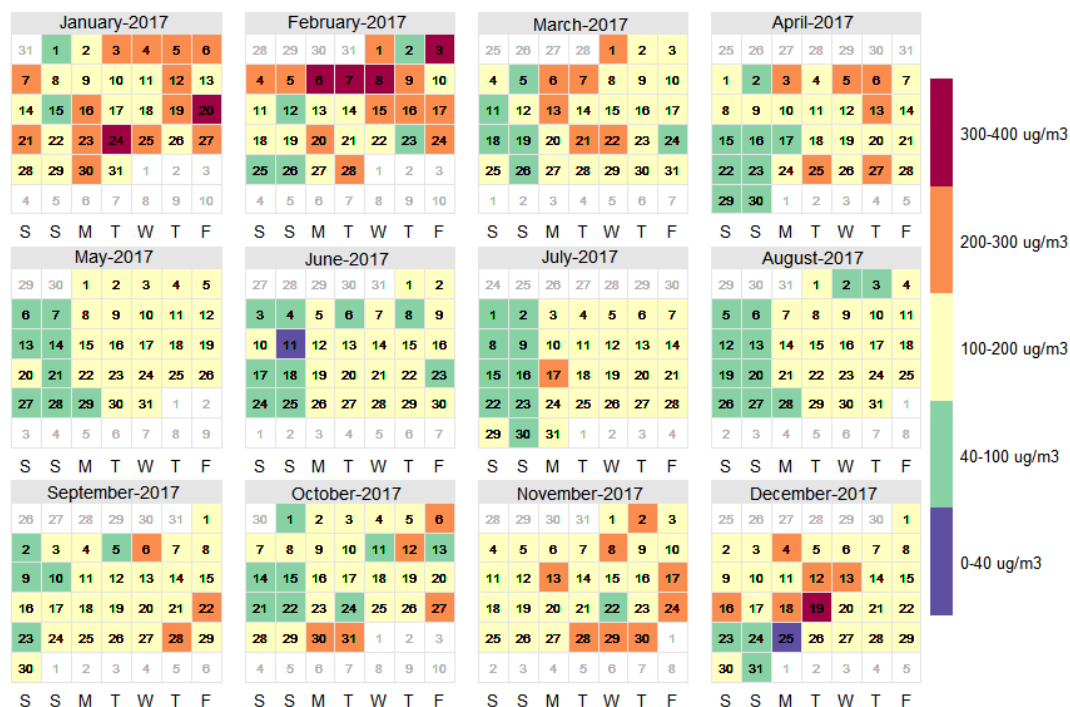 January-2017
31 1 2 3 4 5 6
7 8 9 10 11 12 13
14 15 16 17 18 19 20
21 22 23 24 25 26 27
28 29 30 31 1 2 3
4 5 6 7 8 9 10
S S M T W T F
February-2017
28 29 30 31 1 2 3
4 5 6 7 8 9 10
11 12 13 14 15 16 17
18 19 20 21 22 23 24
25 26 27 28 1 2 3
4 5 6 7 8 9 10
S S M T W T F
March-2017
25 26 27 28 1 2 3
4 5 6 7 8 9 10
11 12 13 14 15 16 17
18 19 20 21 22 23 24
25 26 27 28 29 30 31
1 2 3 4 5 6 7
S S M T W T F
April-2017
25 26 27 28 29 30 31
1 2 3 4 5 6 7
8 9 10 11 12 13 14
15 16 17 18 19 20 21
22 23 24 25 26 27 28
29 30 1 2 3 4 5
S S M T W T F
May-2017
29 30 1 2 3 4 5
6 7 8 9 10 11 12
13 14 15 16 17 18 19
20 21 22 23 24 25 26
27 28 29 30 31 1 2
3 4 5 6 7 8 9
S S M T W T F
June-2017
27 28 29 30 31 1 2
3 4 5 6 7 8 9
10 11 12 13 14 15 16
17 18 19 20 21 22 23
24 25 26 27 28 29 30
1 2 3 4 5 6 7
S S M T W T F
July-2017
24 25 26 27 28 29 30
1 2 3 4 5 6 7
8 9 10 11 12 13 14
15 16 17 18 19 20 21
22 23 24 25 26 27 28
29 30 31 1 2 3 4
S S M T W T F
August-2017
29 30 31 1 2 3 4
5 6 7 8 9 10 11
12 13 14 15 16 17 18
19 20 21 22 23 24 25
26 27 28 29 30 31 1
2 3 4 5 6 7 8
S S M T W T F
September-2017
26 27 28 29 30 31 1
2 3 4 5 6 7 8
9 10 11 12 13 14 15
16 17 18 19 20 21 22
23 24 25 26 27 28 29
30 1 2 3 4 5 6
S S M T W T F
October-2017
30 1 2 3 4 5 6
7 8 9 10 11 12 13
14 15 16 17 18 19 20
21 22 23 24 25 26 27
28 29 30 31 1 2 3
4 5 6 7 8 9 10
S S M T W T F
November-2017
28 29 30 31 1 2 3
4 5 6 7 8 9 10
11 12 13 14 15 16 17
18 19 20 21 22 23 24
25 26 27 28 29 30 1
2 3 4 5 6 7 8
S S M T W T F
December-2017
25 26 27 28 29 30 1
2 3 4 5 6 7 8
9 10 11 12 13 14 15
16 17 18 19 20 21 22
23 24 25 26 27 28 29
30 31 1 2 3 4 5
S S M T W T F
300-400 ug/m3
200-300 ug/m3
100-200 ug/m3
40-100 ug/m3
0-40 ug/m3